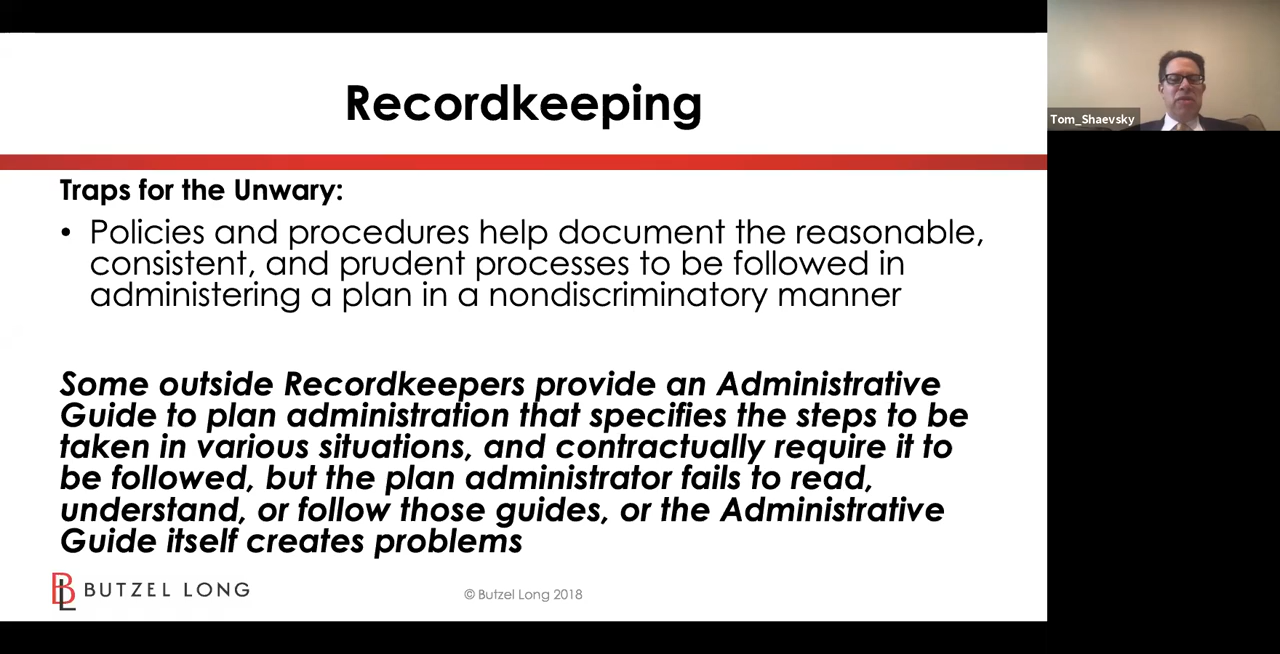 Recordkeeping
Tom_Shaevsky
Traps for the Unwary:
• Policies and procedures help document the reasonable,
consistent, and prudent processes to be followed in
administering a plan in a nondiscriminatory manner
Some outside Recordkeepers provide an Administrative
Guide to plan administration that specifies the steps to be
taken in various situations, and contractually require it to
be followed, but the plan administrator fails to read,
understand, or follow those guides, or the Administrative
Guide itself creates problems
BL BUTZEL LONG
© Butzel Long 2018